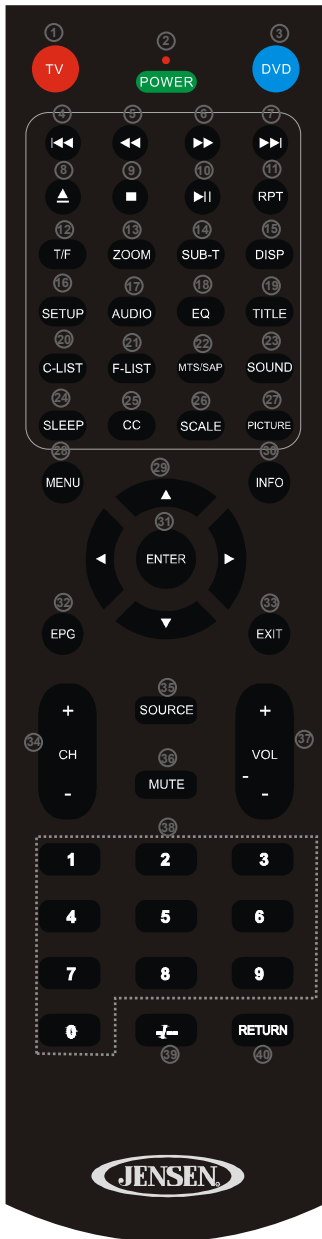 1 2 3
TV POWER DVD
4 5 6 7
8 9 10 11
RPT
12 13 14 15
T/F ZOOM SUB-T DISP
16 17 18 19
SETUP AUDIO EQ TITLE
20 21 22 23
C-LIST F-LIST MTS/SAP SOUND
24 25 26 27
SLEEP CC SCALE PICTURE
28 29 30
MENU INFO
31
ENTER
32 33
EPG EXIT
35
SOURCE
+ +
34 CH VOL 37
36
MUTE
- - -
38
1 2 3
4 5 6
7 8 9
0 -/-- RETURN
39 40
JENSEN